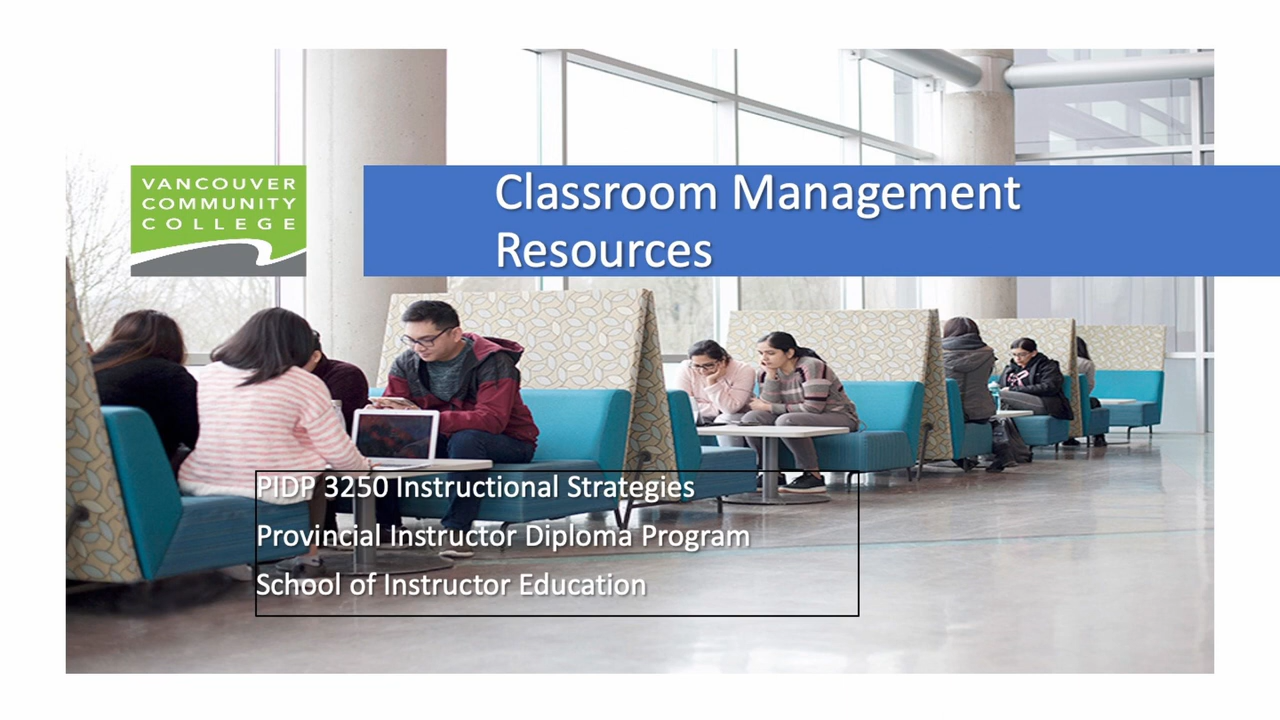 VANCOUVER
COMMUNITY
COLLEGE
Classroom Management
Resources
PIDP 3250 Instructional Strategies
Provincial Instructor Diploma Program
School of Instructor Education